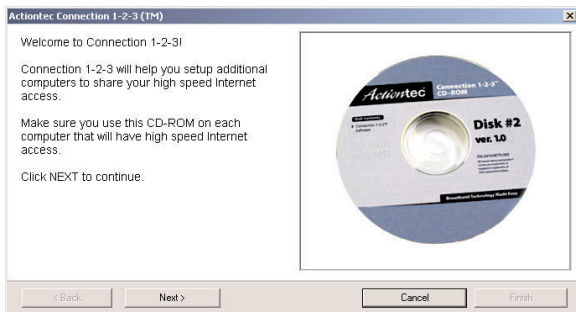 Actiontec Connection 1-2-3 (TM)
Welcome to Connection 1-2-3!
Connection 1-2-3 will help you setup additional
computers to share your high speed Internet
access.
Make sure you use this CD-ROM on each
computer that will have high speed Internet
access.
Click NEXT to continue.
Actiontec
Connection 1-2-3™
CD-ROM
Disk #2
ver. 1.0
Broadband Technology Made Easy
< Back
Next >
Cancel
Finish